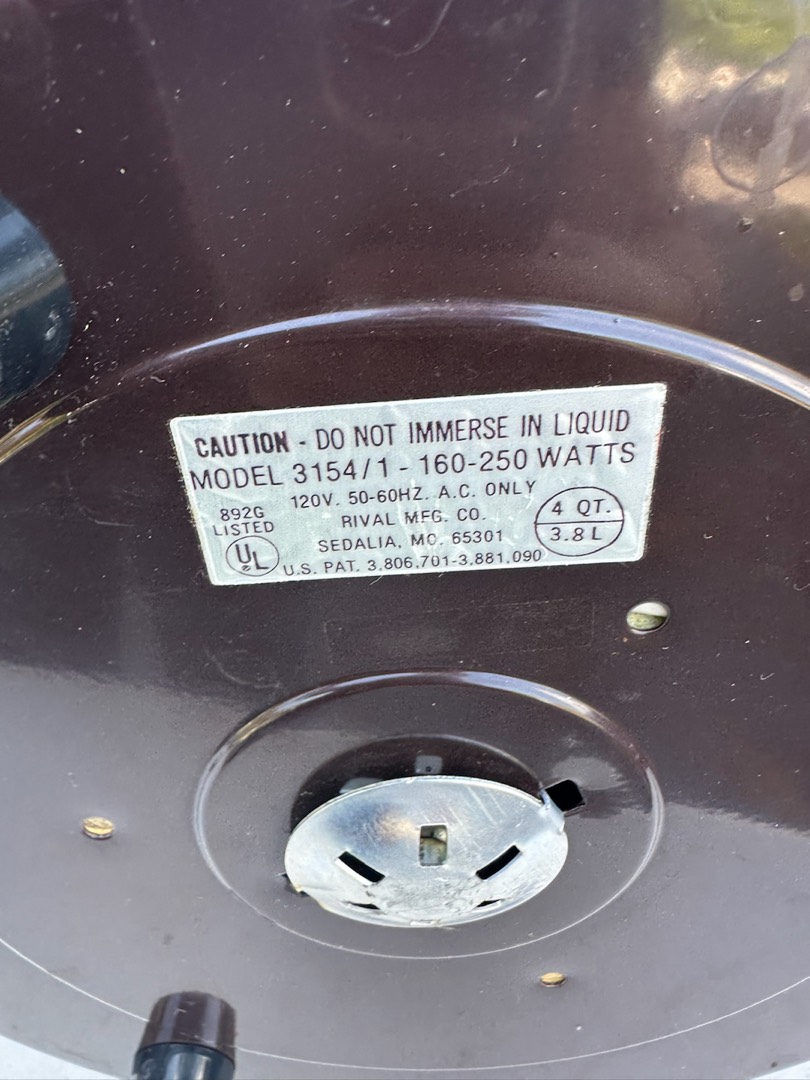 CAUTION - DO NOT IMMERSE IN LIQUID
MODEL 3154/1 - 160-250 WATTS
120V. 50-60HZ. A.C. ONLY
892G
LISTED
UL
RIVAL MFG. CO.
SEDALIA, MO. 65301
U.S. PAT. 3,806,701-3,881,090
4 QT.
3.8 L